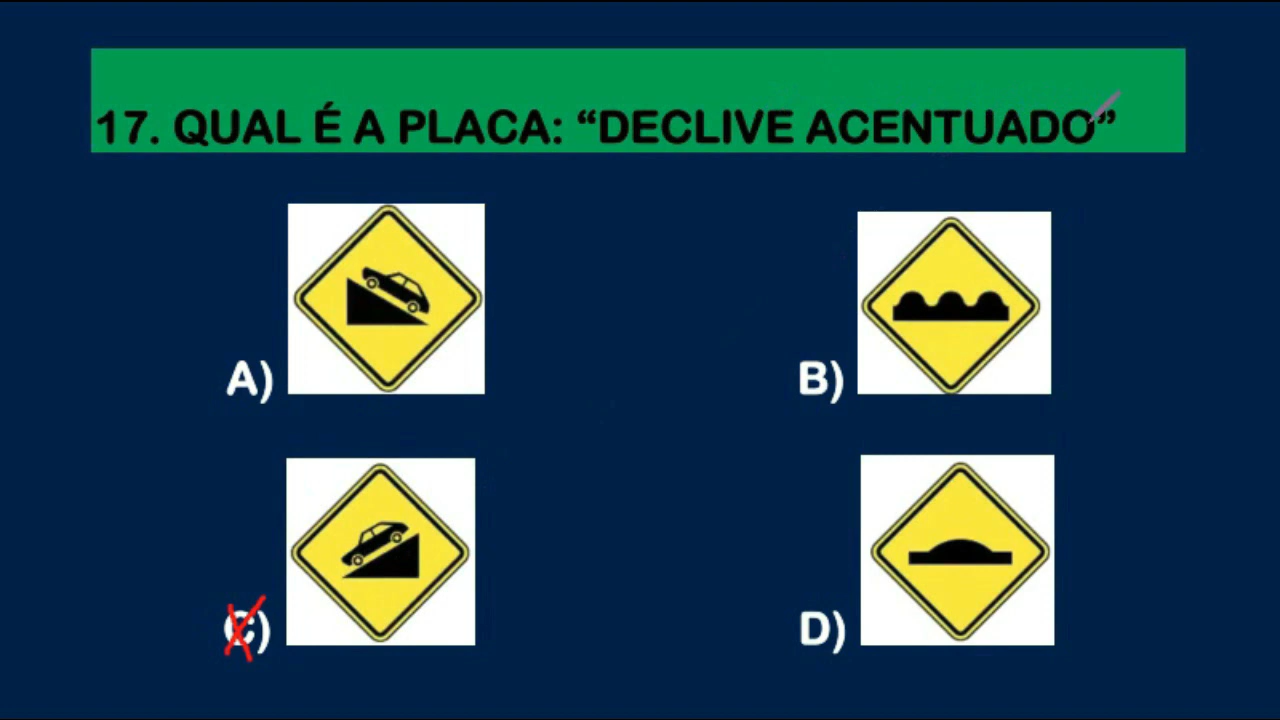 17. QUAL É A PLACA: “DECLIVE ACENTUADO”
A)
B)
C)
D)